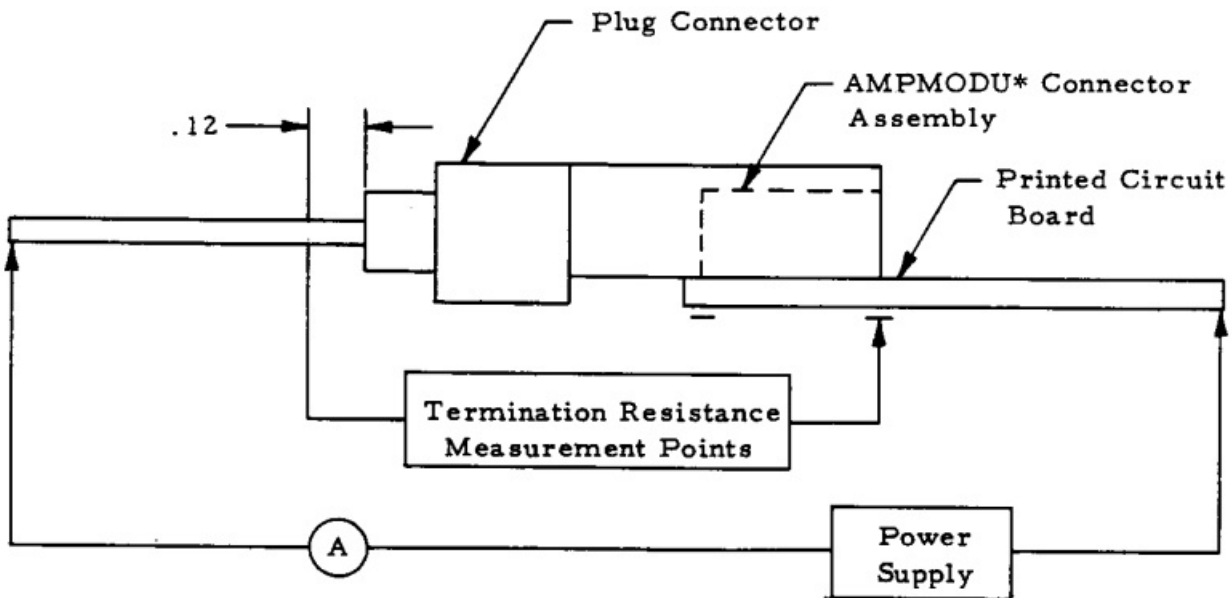 Plug Connector
AMPMODU* Connector
Assembly
.12
Printed Circuit
Board
Termination Resistance
Measurement Points
A
Power
Supply